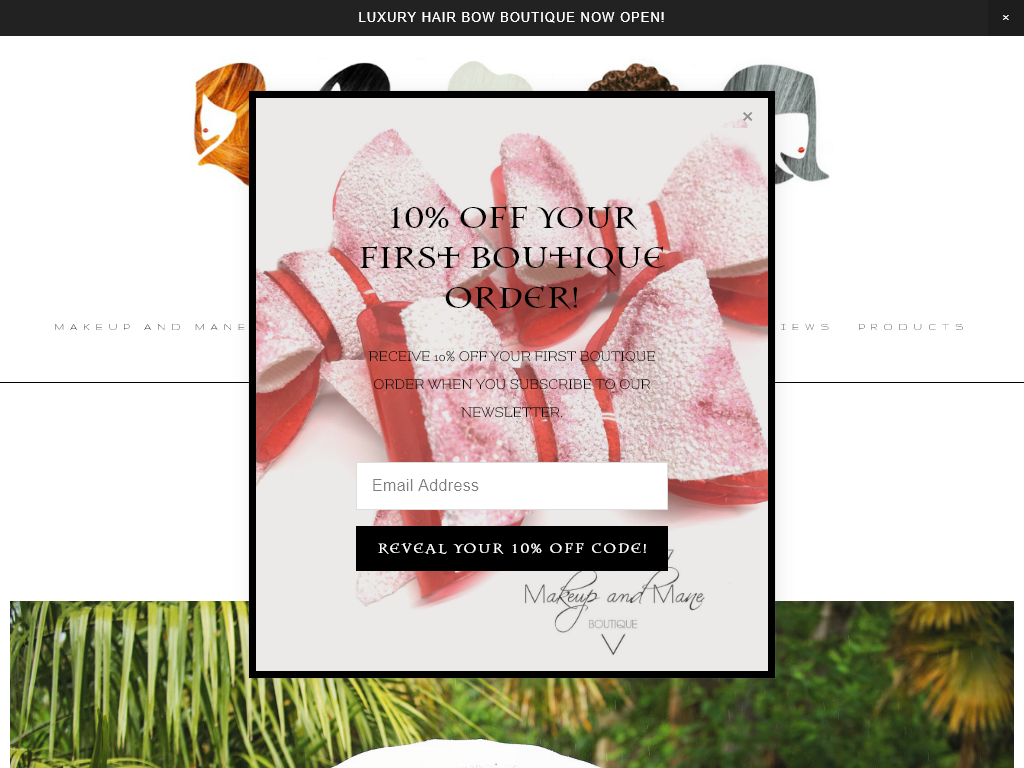 LUXURY HAIR BOW BOUTIQUE NOW OPEN!
×
×
10% OFF YOUR
FIRST BOUTIQUE
ORDER!
MAKEUP AND MANE
IEWS
PRODUCTS
RECEIVE 10% OFF YOUR FIRST BOUTIQUE
ORDER WHEN YOU SUBSCRIBE TO OUR
NEWSLETTER.
Email Address
REVEAL YOUR 10% OFF CODE!
Makeup and Mane
BOUTIQUE